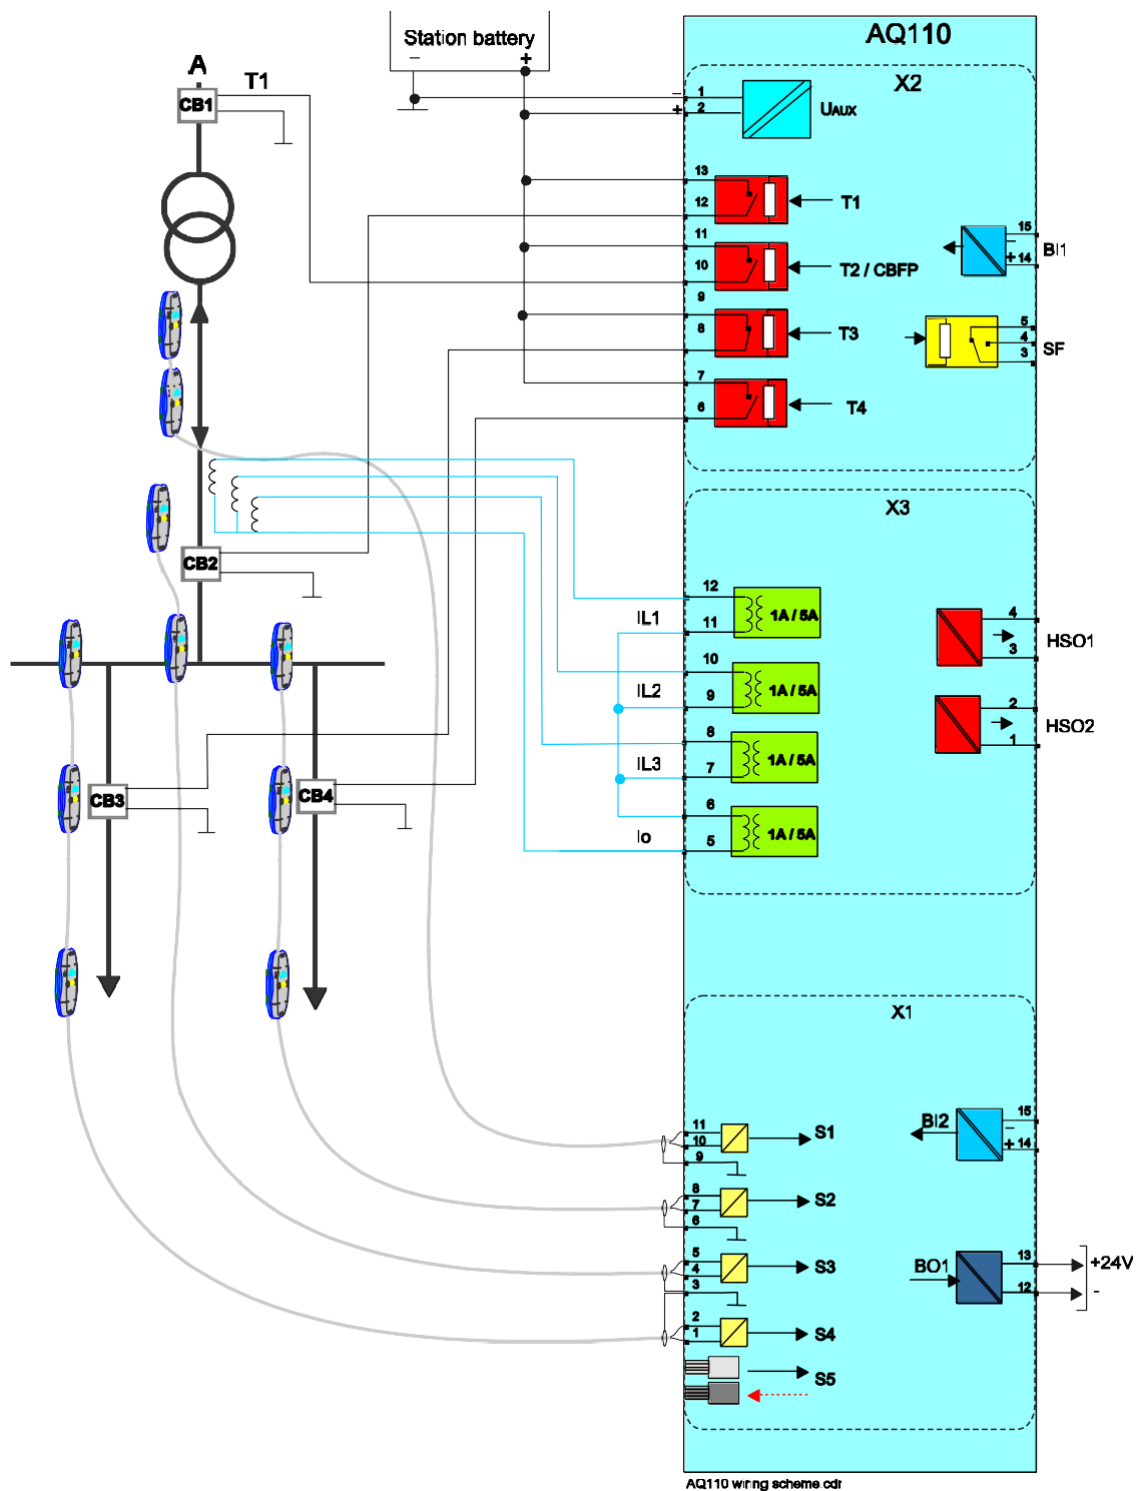 Station battery
− +
AQ110
A
T1
CB1
X2
− 1
+ 2
UAUX
13
12
T1
11
10
T2 / CBFP
9
8
T3
7
6
T4
15
−
+ 14
BI1
5
4
3
SF
CB2
X3
12
IL1
11
1A / 5A
10
IL2
9
1A / 5A
8
IL3
7
1A / 5A
6
Io
5
1A / 5A
4
3
HSO1
2
1
HSO2
CB3
CB4
X1
11
10
9
S1
8
7
6
S2
5
4
3
S3
2
1
S4
S5
BI2
15
−
+ 14
BO1
13
12
+24V
-
AQ110 wiring scheme.cdr